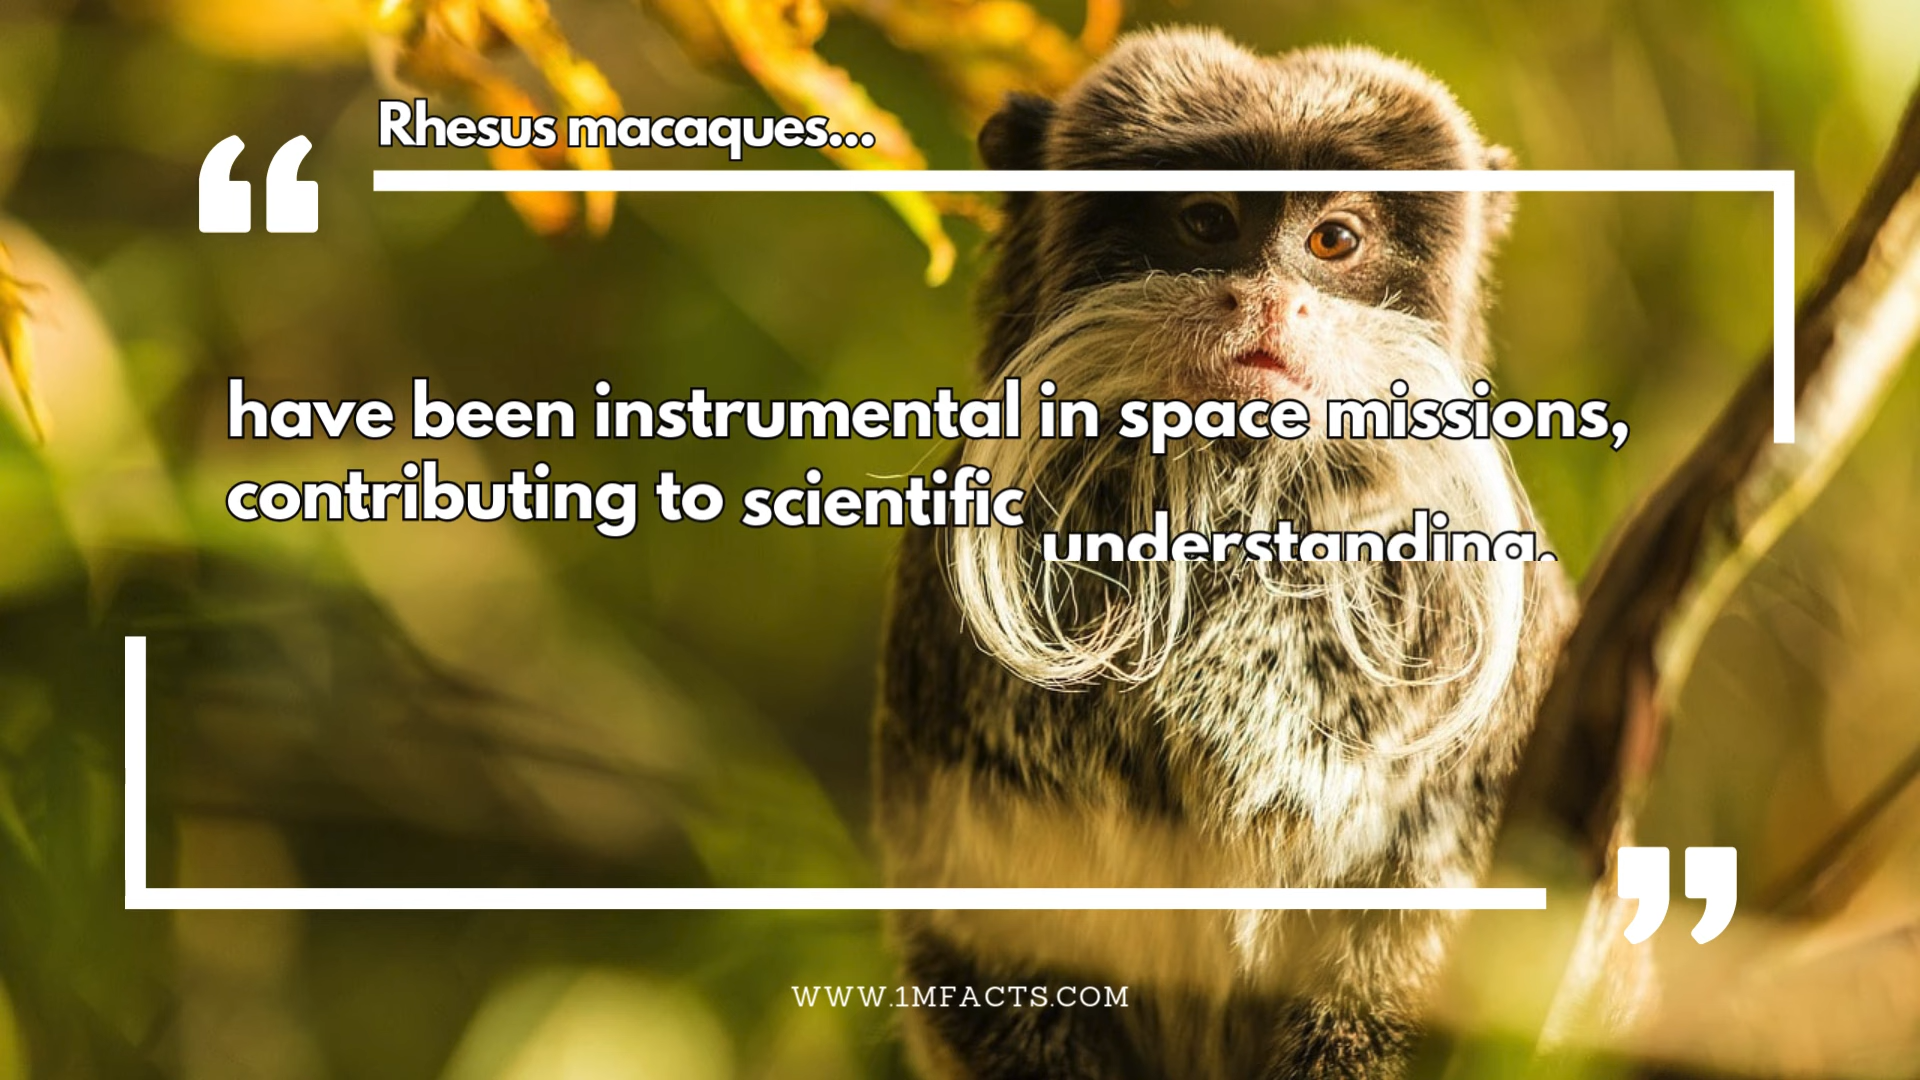 Rhesus macaques...
have been instrumental in space missions,
contributing to scientific understanding.
WWW.1MFACTS.COM